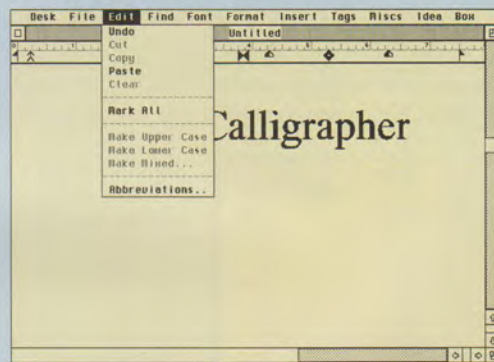 Desk File Edit Find Font Format Insert Tags Miscs Idea Box
Untitled
Undo
Cut
Copy
Paste
Clear
Mark All
Make Upper Case
Make Lower Case
Make Mixed...
Abbreviations..
Calligrapher